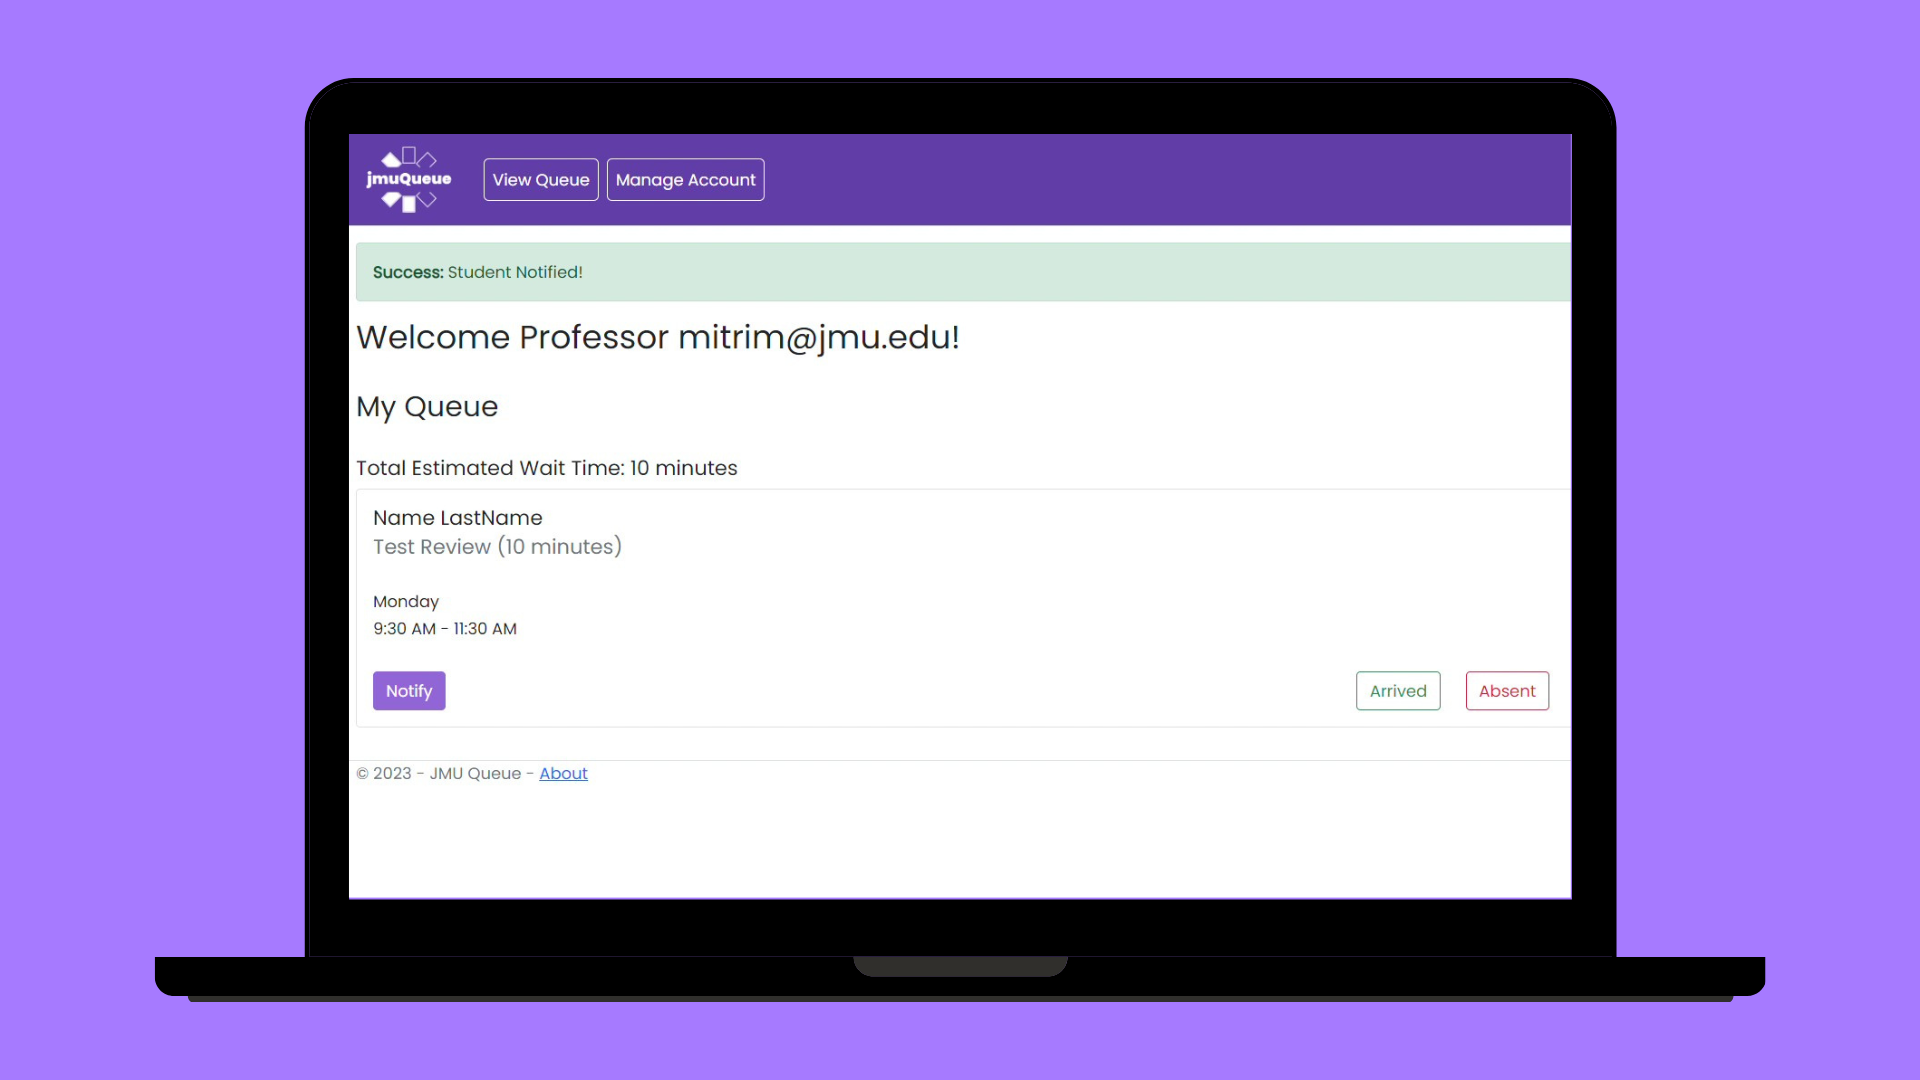 jmuQueue
View Queue
Manage Account
Success: Student Notified!
Welcome Professor mitrim@jmu.edu!
My Queue
Total Estimated Wait Time: 10 minutes
Name LastName
Test Review (10 minutes)
Monday
9:30 AM - 11:30 AM
Notify
Arrived
Absent
© 2023 - JMU Queue - About